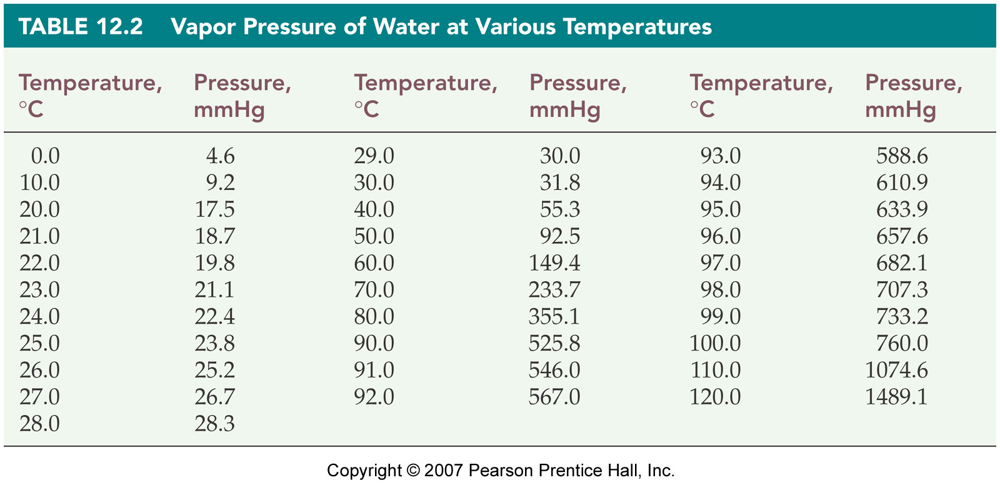 TABLE 12.2 Vapor Pressure of Water at Various Temperatures
Temperature, °C Pressure, mmHg Temperature, °C Pressure, mmHg Temperature, °C Pressure, mmHg
0.0 4.6 29.0 30.0 93.0 588.6
10.0 9.2 30.0 31.8 94.0 610.9
20.0 17.5 40.0 55.3 95.0 633.9
21.0 18.7 50.0 92.5 96.0 657.6
22.0 19.8 60.0 149.4 97.0 682.1
23.0 21.1 70.0 233.7 98.0 707.3
24.0 22.4 80.0 355.1 99.0 733.2
25.0 23.8 90.0 525.8 100.0 760.0
26.0 25.2 91.0 546.0 110.0 1074.6
27.0 26.7 92.0 567.0 120.0 1489.1
28.0 28.3
Copyright © 2007 Pearson Prentice Hall, Inc.